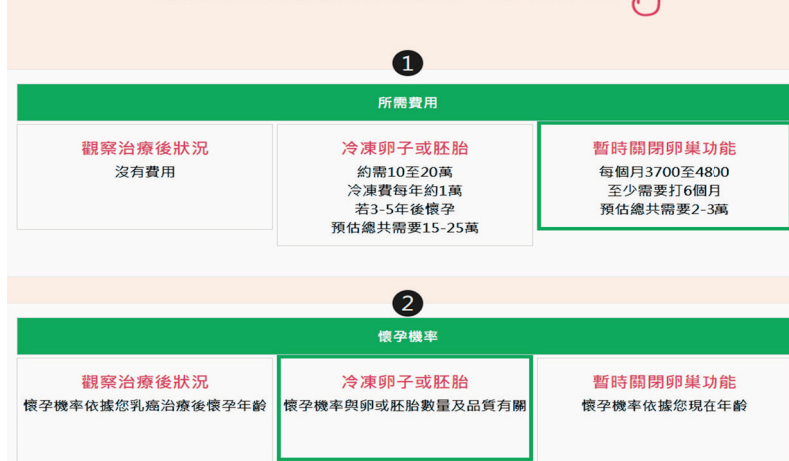 1
所需費用
觀察治療後狀況
沒有費用
冷凍卵子或胚胎
約需10至20萬
冷凍費每年約1萬
若3-5年後懷孕
預估總共需要15-25萬
暫時關閉卵巢功能
每個月3700至4800
至少需要打6個月
預估總共需要2-3萬
2
懷孕機率
觀察治療後狀況
懷孕機率依據您乳癌治療後懷孕年齡
冷凍卵子或胚胎
懷孕機率與卵或胚胎數量及品質有關
暫時關閉卵巢功能
懷孕機率依據您現在年齡